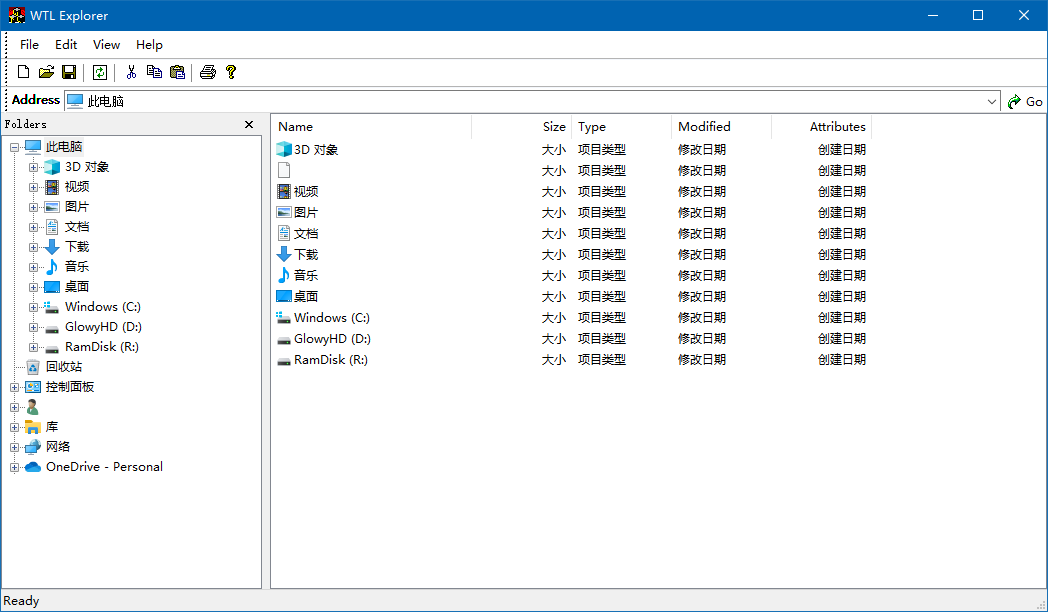 WTL Explorer
File Edit View Help
Address 此电脑 Go
Folders
此电脑
3D 对象
视频
图片
文档
下载
音乐
桌面
Windows (C:)
GlowyHD (D:)
RamDisk (R:)
回收站
控制面板
库
网络
OneDrive - Personal
Name Size Type Modified Attributes
3D 对象 大小 项目类型 修改日期 创建日期
大小 项目类型 修改日期 创建日期
视频 大小 项目类型 修改日期 创建日期
图片 大小 项目类型 修改日期 创建日期
文档 大小 项目类型 修改日期 创建日期
下载 大小 项目类型 修改日期 创建日期
音乐 大小 项目类型 修改日期 创建日期
桌面 大小 项目类型 修改日期 创建日期
Windows (C:) 大小 项目类型 修改日期 创建日期
GlowyHD (D:) 大小 项目类型 修改日期 创建日期
RamDisk (R:) 大小 项目类型 修改日期 创建日期
Ready